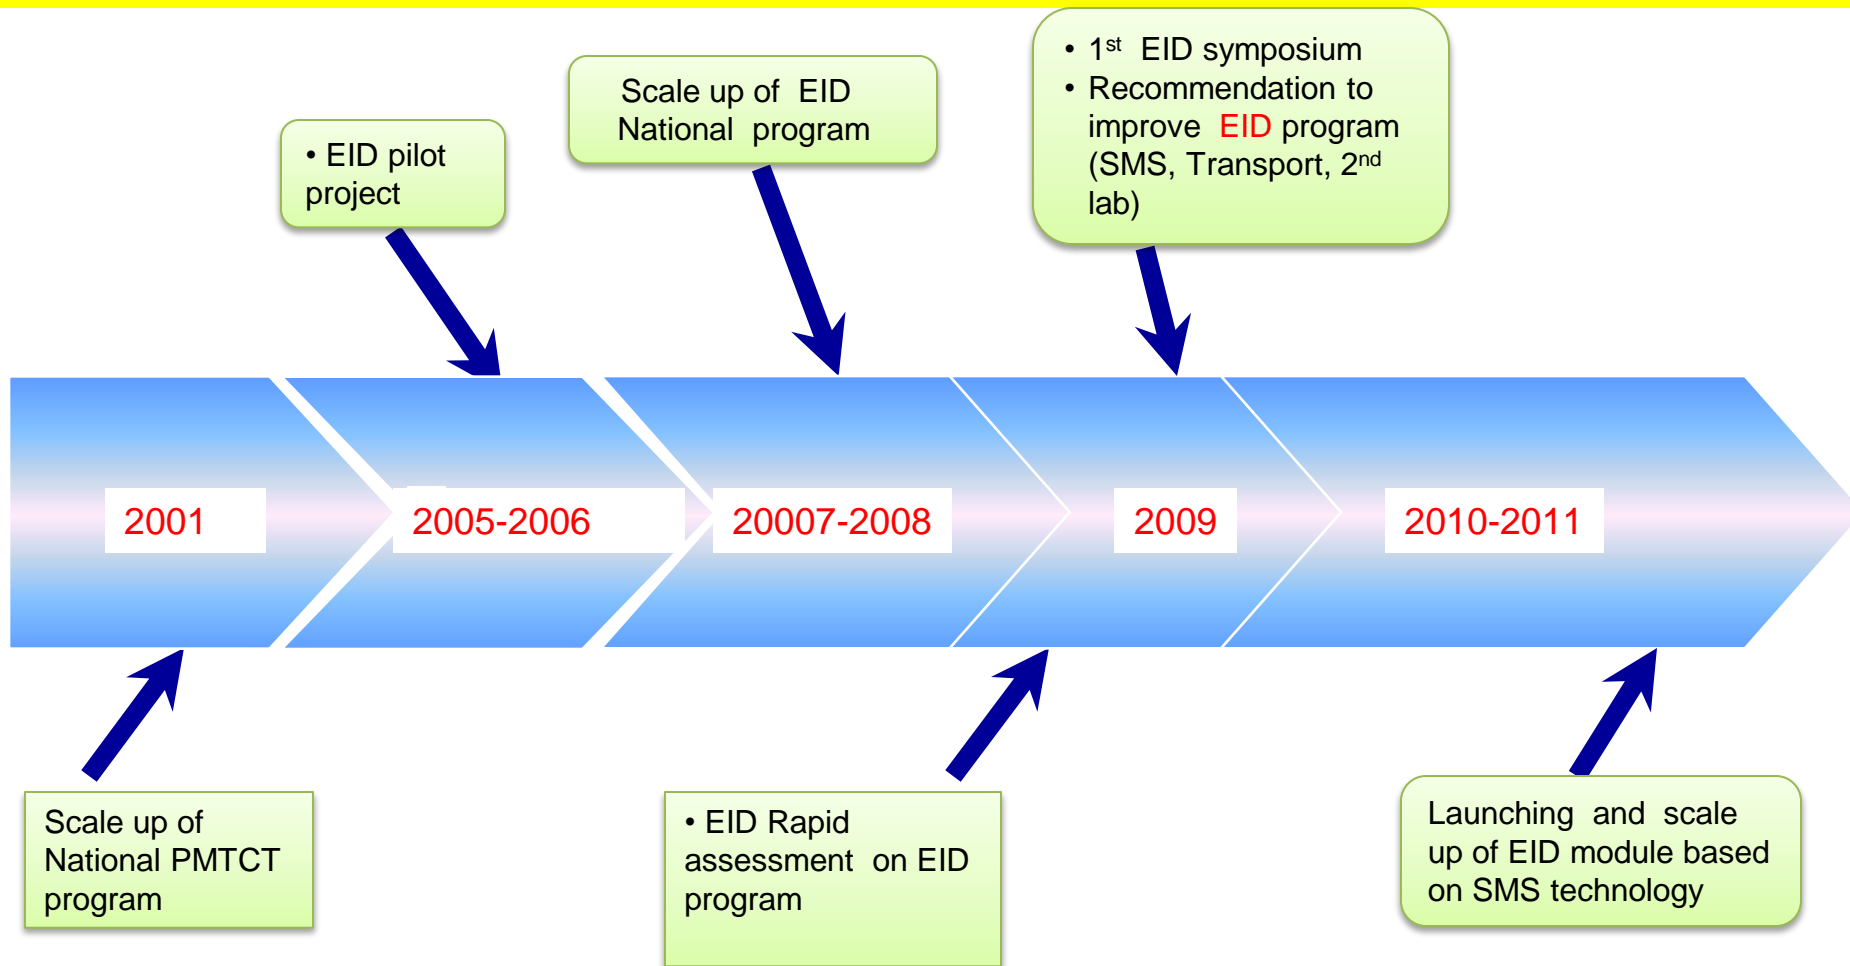 • 1st EID symposium
• Recommendation to
improve EID program
(SMS, Transport, 2nd
lab)
Scale up of EID
National program
• EID pilot
project
2001
2005-2006
20007-2008
2009
2010-2011
Scale up of
National PMTCT
program
• EID Rapid
assessment on EID
program
Launching and scale
up of EID module based
on SMS technology